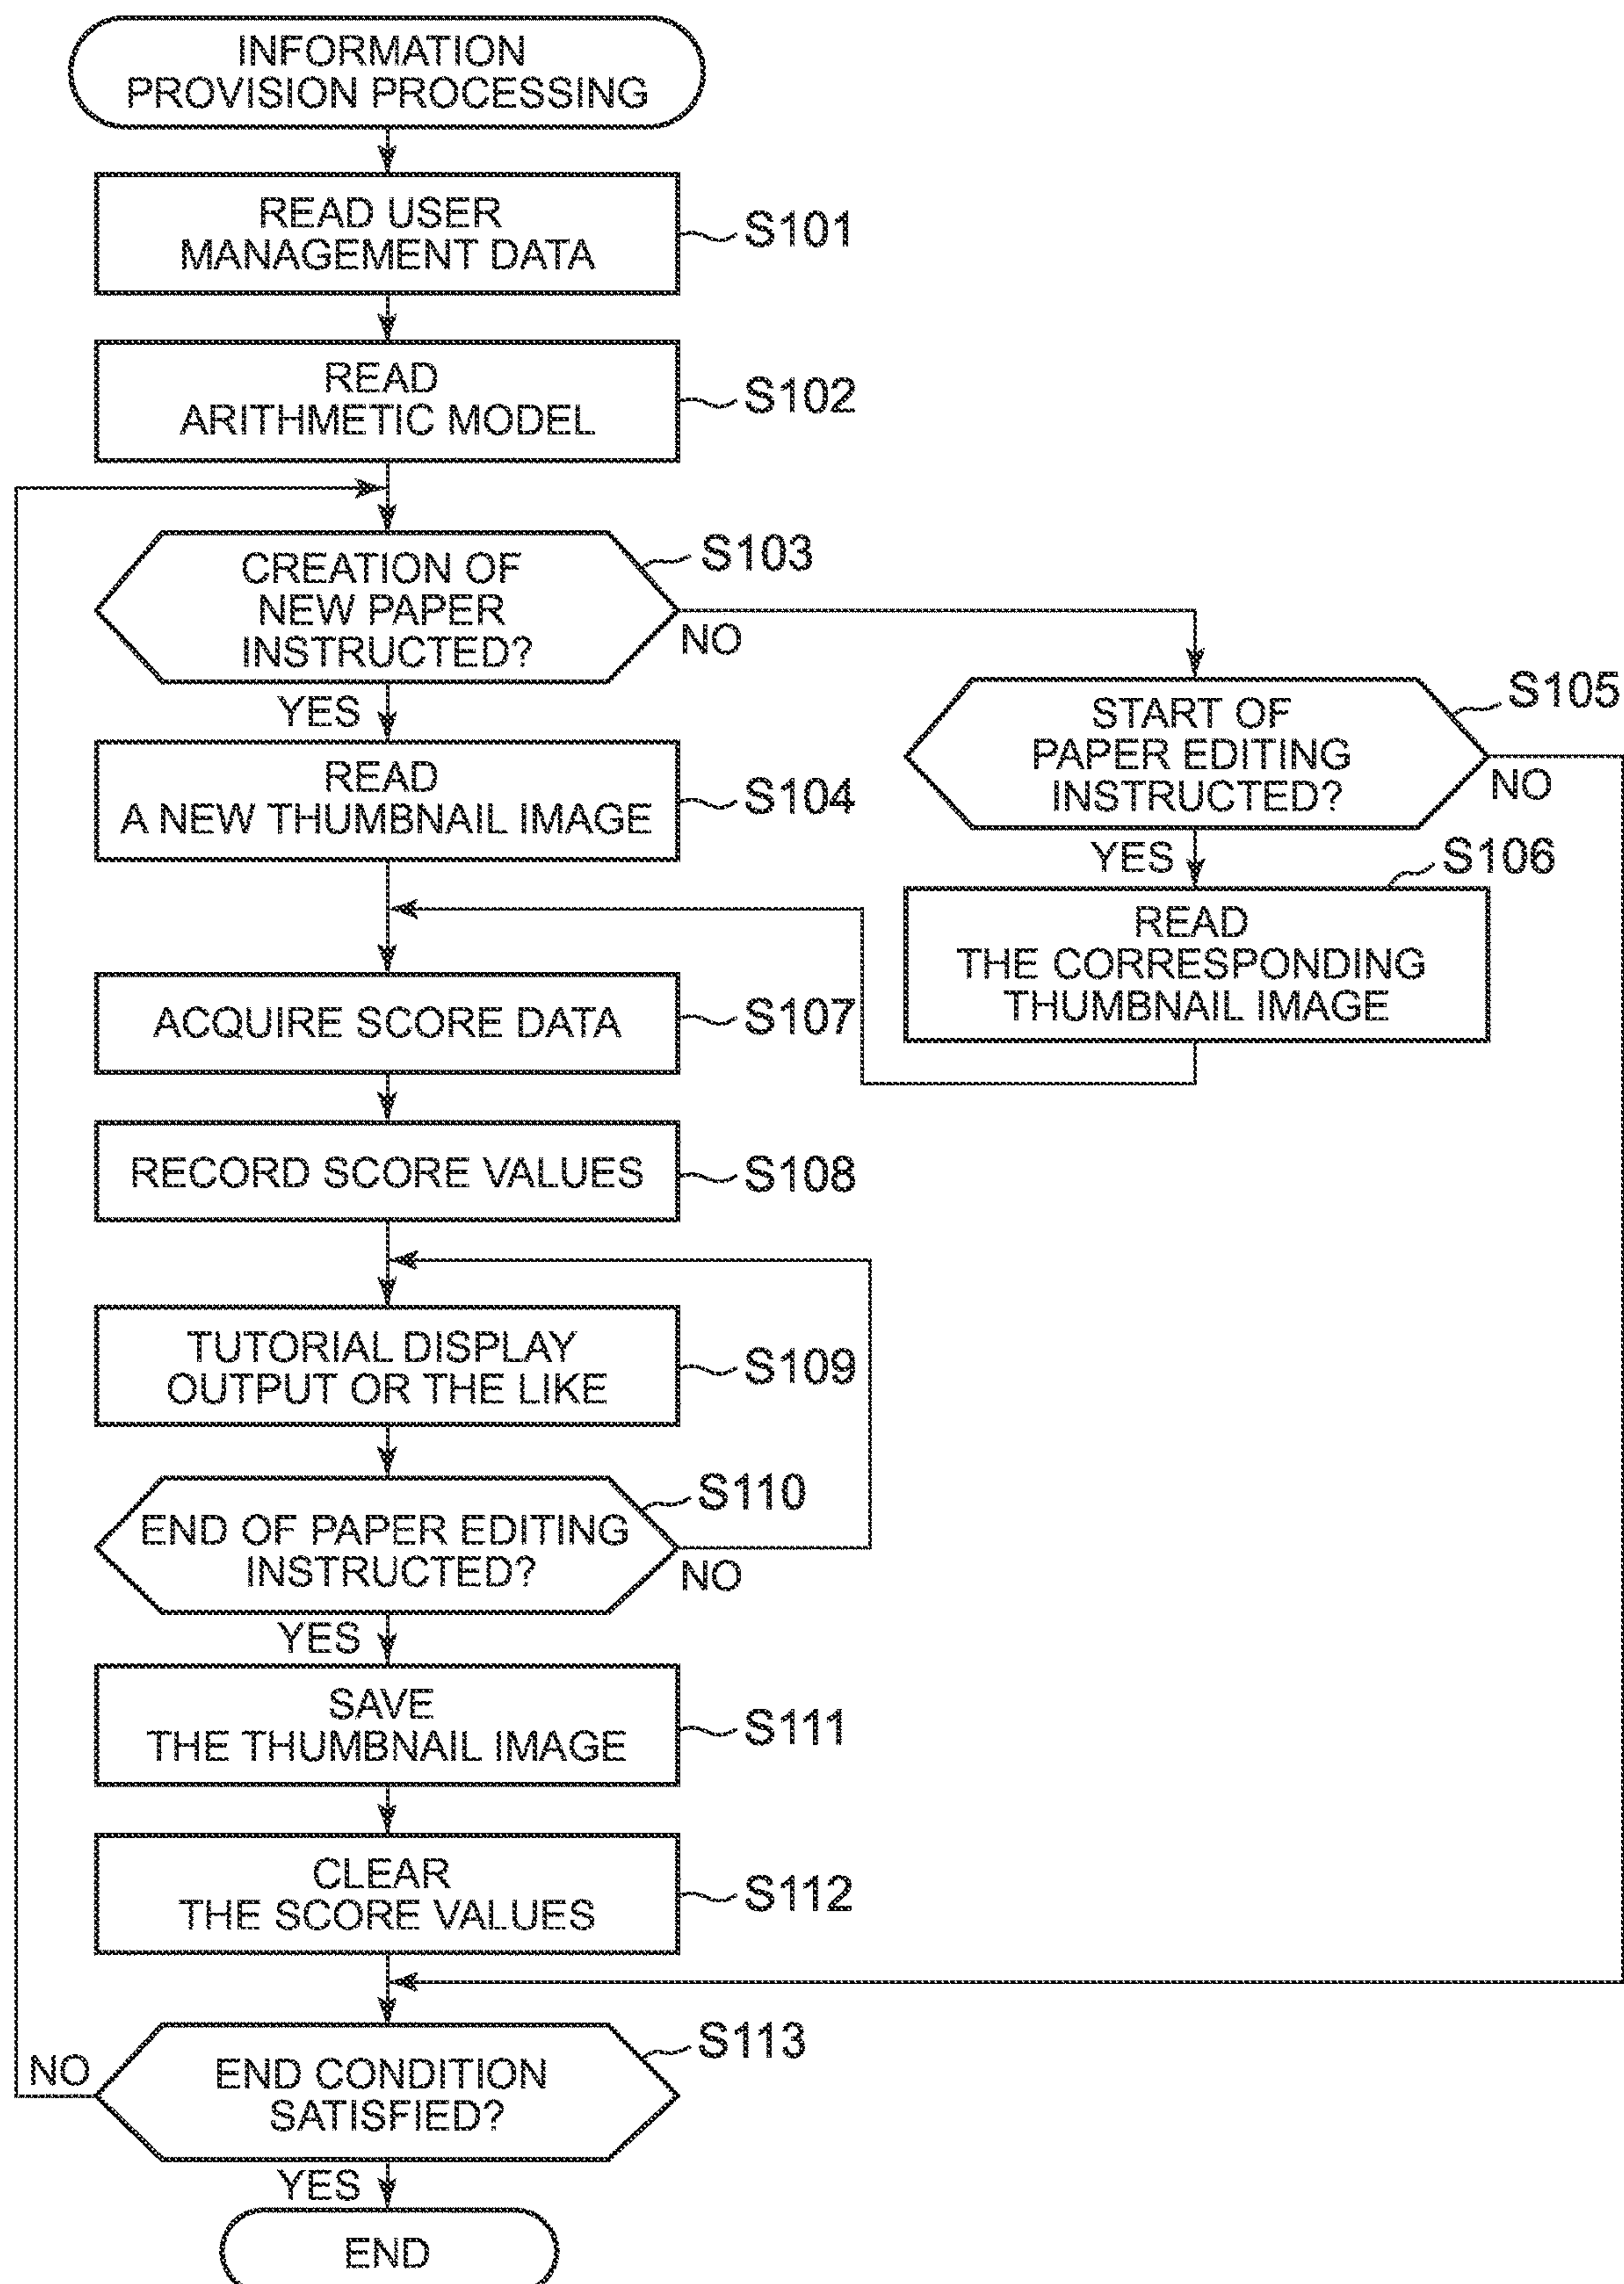 INFORMATION
PROVISION PROCESSING
READ USER
MANAGEMENT DATA
S101
READ
ARITHMETIC MODEL
S102
CREATION OF
NEW PAPER
INSTRUCTED?
S103
NO
YES
READ
A NEW THUMBNAIL IMAGE
S104
START OF
PAPER EDITING
INSTRUCTED?
S105
NO
YES
READ
THE CORRESPONDING
THUMBNAIL IMAGE
S106
ACQUIRE SCORE DATA
S107
RECORD SCORE VALUES
S108
TUTORIAL DISPLAY
OUTPUT OR THE LIKE
S109
END OF PAPER EDITING
INSTRUCTED?
S110
NO
YES
SAVE
THE THUMBNAIL IMAGE
S111
CLEAR
THE SCORE VALUES
S112
END CONDITION
SATISFIED?
S113
NO
YES
END